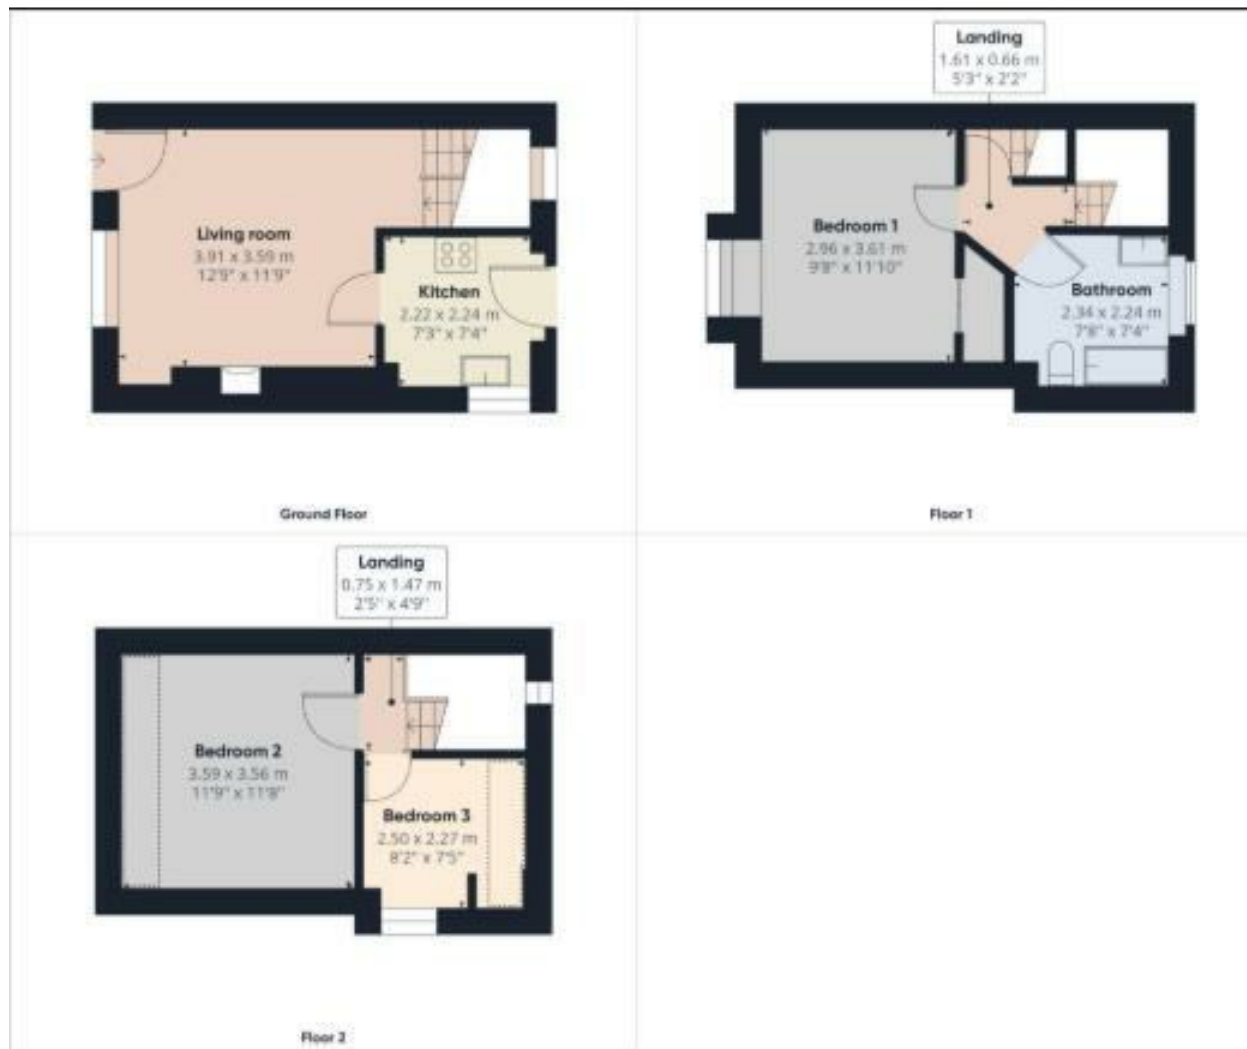 Living room
3.91 x 3.59 m
12'9" x 11'9"
Kitchen
2.22 x 2.24 m
7'3" x 7'4"
Ground Floor
Landing
1.61 x 0.66 m
5'3" x 2'2"
Bedroom 1
2.96 x 3.61 m
9'8" x 11'10"
Bathroom
2.34 x 2.24 m
7'8" x 7'4"
Floor 1
Landing
0.75 x 1.47 m
2'5" x 4'9"
Bedroom 2
3.59 x 3.56 m
11'9" x 11'8"
Bedroom 3
2.50 x 2.27 m
8'2" x 7'5"
Floor 2